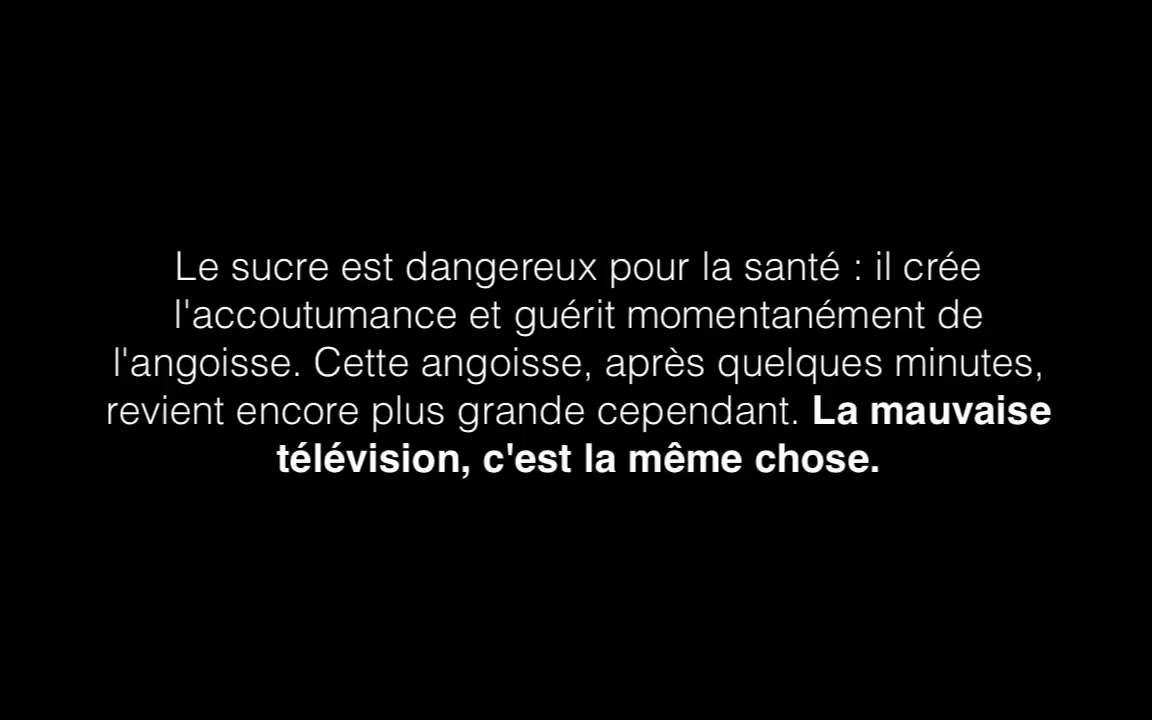 Le sucre est dangereux pour la santé : il crée
l'accoutumance et guérit momentanément de
l'angoisse. Cette angoisse, après quelques minutes,
revient encore plus grande cependant. La mauvaise
télévision, c'est la même chose.